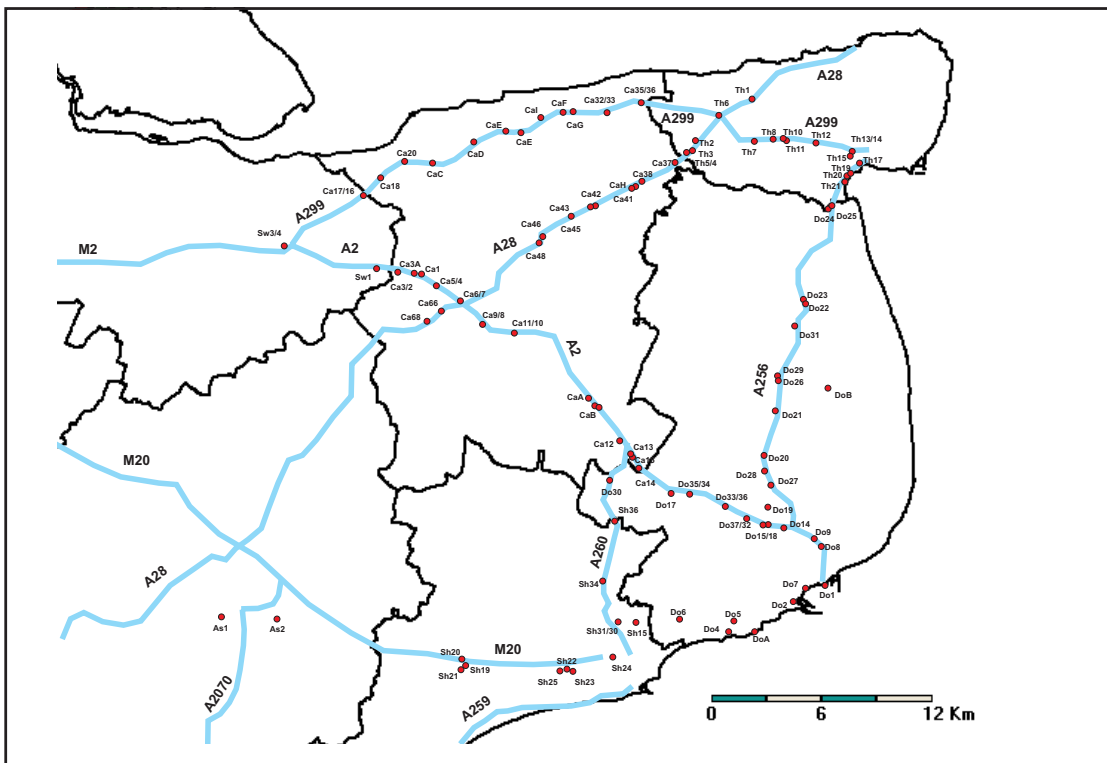 A28
Ca35/36
Th1
CaF
Ca32/33
Th6
CaI
CaG
A299
A299
CaE
Th10
Th8
Th12
Th11
Th13/14
CaE
Th2
Th7
CaD
Th3
Th15
Th17
Ca20
Ca37
Th5/4
Th19
CaC
Ca38
Th20
CaH
Th21
Ca18
Ca41
Ca17/16
Ca42
Ca43
A299
Do24
Do25
Ca46
Ca45
Sw3/4
M2
A2
A28
Ca48
Ca3A
Ca1
Sw1
Ca3/2
Ca5/4
Ca6/7
Do23
Ca66
Do22
Ca68
Ca9/8
Ca11/10
Do31
A2
Do29
A256
Do26
DoB
CaA
CaB
Do21
Ca12
Ca13
M20
Ca15
Do20
Ca14
Do28
Do27
Do30
Do35/34
Do17
Do33/36
Do19
Sh36
Do37/32
Do14
Do15/18
Do9
A260
Do8
A28
Sh34
Do7
Do1
Do2
As1
As2
Do6
Do5
Sh31/30
Sh15
Do4
DoA
Sh20
M20
Sh22
Sh19
Sh24
Sh21
Sh25
Sh23
A2070
A259
0
6
12 Km